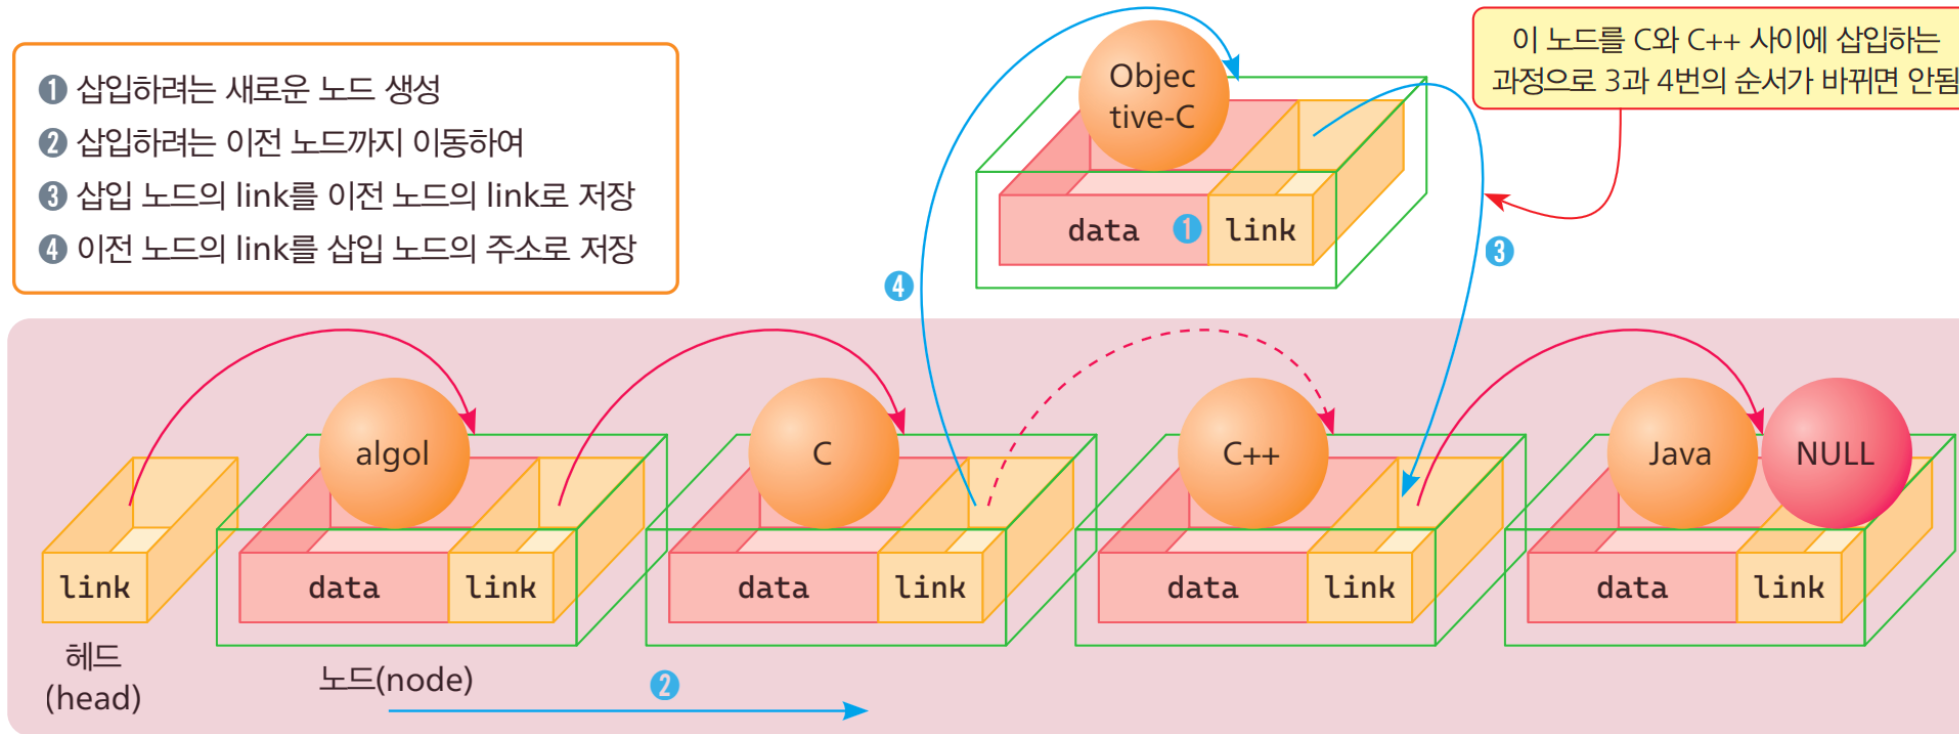 ❶ 삽입하려는 새로운 노드 생성
❷ 삽입하려는 이전 노드까지 이동하여
❸ 삽입 노드의 link를 이전 노드의 link로 저장
❹ 이전 노드의 link를 삽입 노드의 주소로 저장
이 노드를 C와 C++ 사이에 삽입하는
과정으로 3과 4번의 순서가 바뀌면 안됨
Objec
tive-C
data ❶ link
❸
❹
algol
C
C++
Java
NULL
link
data link
data link
data link
data link
헤드
(head)
노드(node)
❷